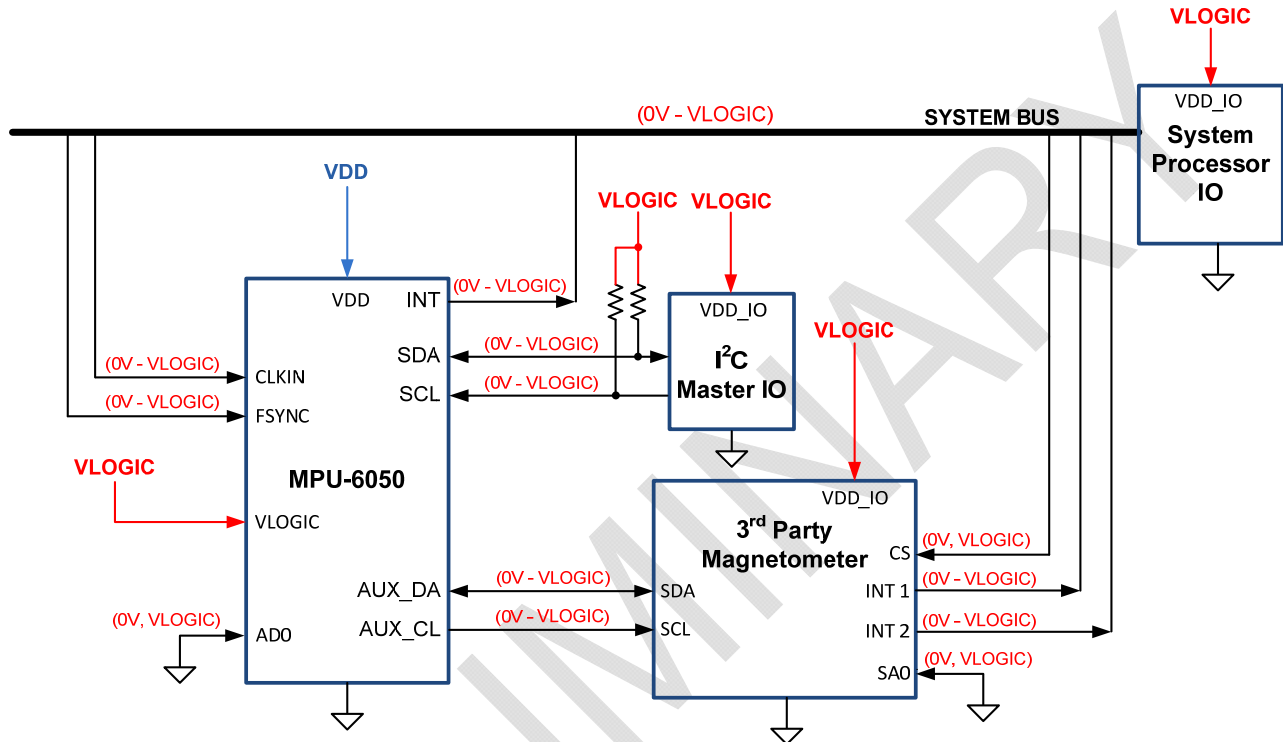 VLOGIC
VDD_IO
System
Processor
IO
(0V - VLOGIC)
SYSTEM BUS
VDD
VLOGIC
VLOGIC
VDD
INT
(0V - VLOGIC)
VDD_IO
I²C
Master IO
SDA
(0V - VLOGIC)
SCL
(0V - VLOGIC)
(0V - VLOGIC)
CLKIN
(0V - VLOGIC)
FSYNC
VLOGIC
VLOGIC
MPU-6050
VLOGIC
VDD_IO
3rd Party
Magnetometer
CS
(0V, VLOGIC)
AUX_DA
(0V - VLOGIC)
SDA
INT 1
(0V - VLOGIC)
AUX_CL
(0V - VLOGIC)
SCL
INT 2
(0V - VLOGIC)
(0V, VLOGIC)
AD0
SA0
(0V, VLOGIC)
IMINARY